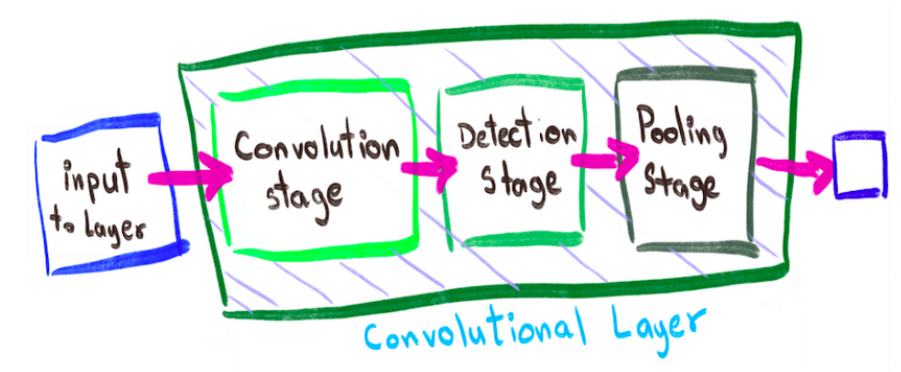 input
to Layer
Convolution
stage
Detection
Stage
Pooling
Stage
Convolutional Layer